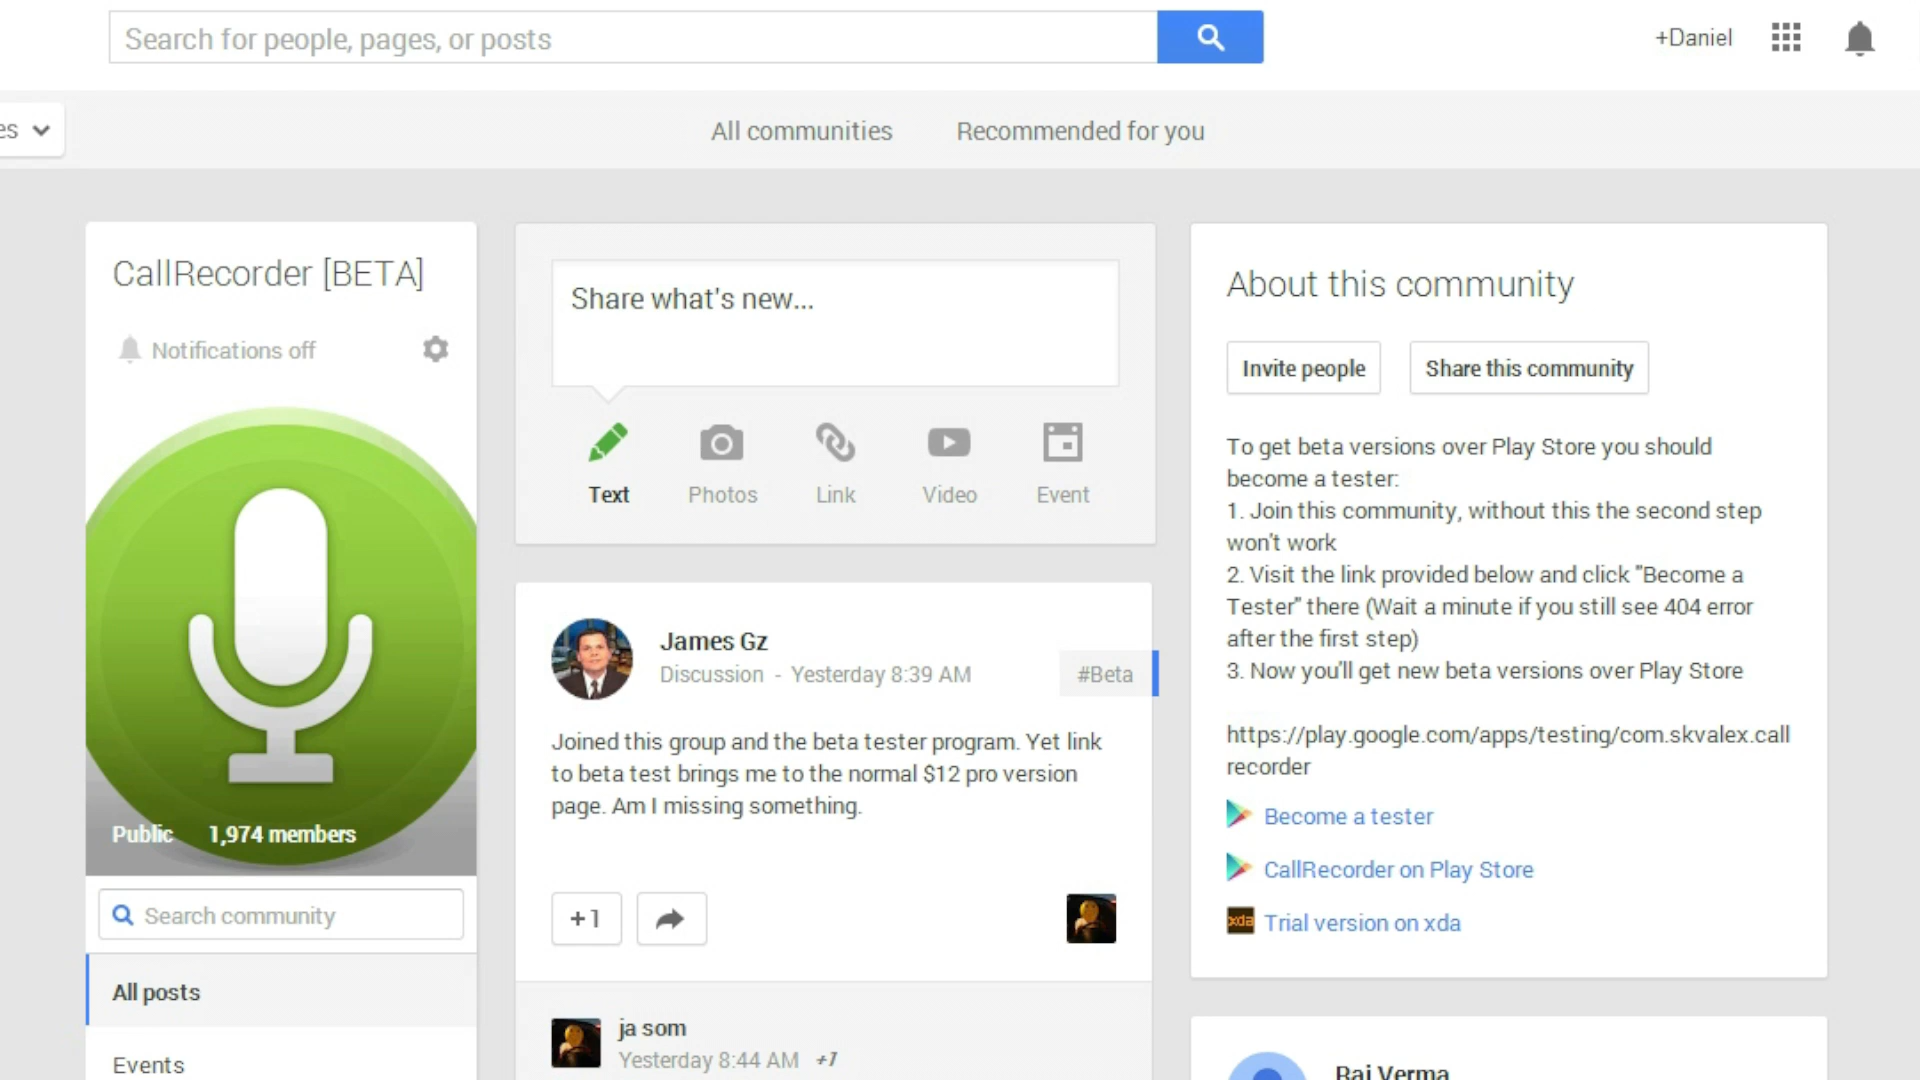 Search for people, pages, or posts
+Daniel
es
All communities
Recommended for you
CallRecorder [BETA]
Notifications off
Public
1,974 members
Search community
All posts
Events
Share what's new...
Text
Photos
Link
Video
Event
James Gz
Discussion - Yesterday 8:39 AM
#Beta
Joined this group and the beta tester program. Yet link
to beta test brings me to the normal $12 pro version
page. Am I missing something.
+1
ja som
Yesterday 8:44 AM +1
About this community
Invite people
Share this community
To get beta versions over Play Store you should
become a tester:
1. Join this community, without this the second step
won't work
2. Visit the link provided below and click "Become a
Tester" there (Wait a minute if you still see 404 error
after the first step)
3. Now you'll get new beta versions over Play Store
https://play.google.com/apps/testing/com.skvalex.call
recorder
Become a tester
CallRecorder on Play Store
xda
Trial version on xda
Raj Verma